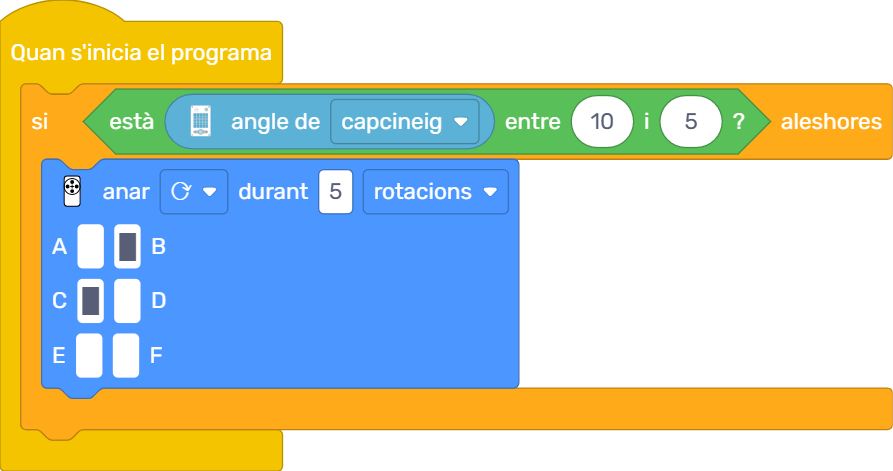 Quan s'inicia el programa
si està angle de capcineig entre 10 i 5 ? aleshores
anar durant 5 rotacions
A B
C D
E F